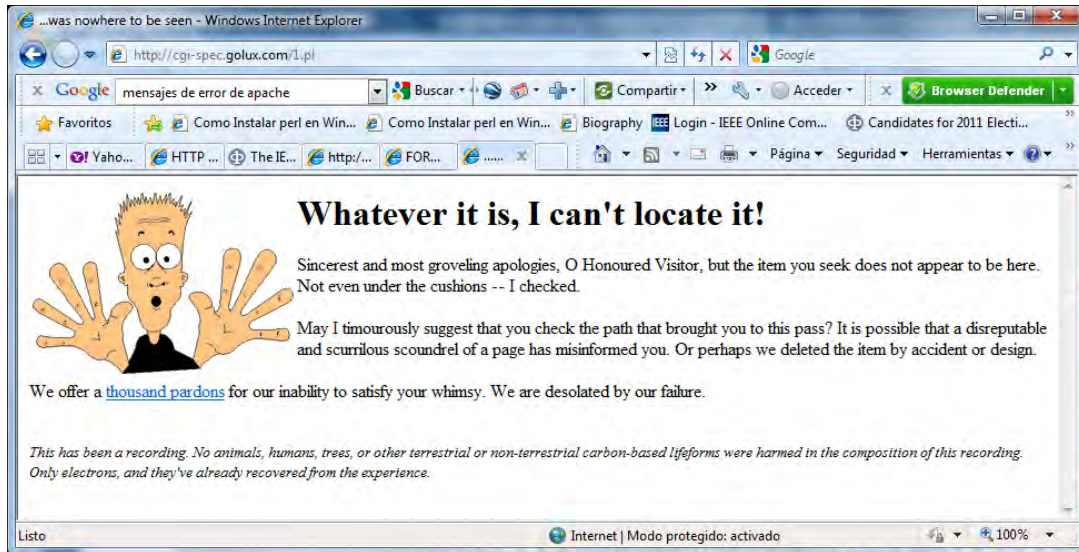 ...was nowhere to be seen - Windows Internet Explorer
http://cgi-spec.golux.com/1.pl
Google
x Google mensajes de error de apache Buscar Compartir » Acceder x Browser Defender
Favoritos Como Instalar perl en Win... Como Instalar perl en Win... Biography IEEE Login - IEEE Online Com... Candidates for 2011 Electi... »
Y! Yaho... HTTP ... The IE... http:/... FOR... ...... x Página Seguridad Herramientas »
Whatever it is, I can't locate it!
Sincerest and most groveling apologies, O Honoured Visitor, but the item you seek does not appear to be here.
Not even under the cushions -- I checked.
May I timourously suggest that you check the path that brought you to this pass? It is possible that a disreputable
and scurrilous scoundrel of a page has misinformed you. Or perhaps we deleted the item by accident or design.
We offer a thousand pardons for our inability to satisfy your whimsy. We are desolated by our failure.
This has been a recording. No animals, humans, trees, or other terrestrial or non-terrestrial carbon-based lifeforms were harmed in the composition of this recording.
Only electrons, and they've already recovered from the experience.
Listo Internet | Modo protegido: activado 100%